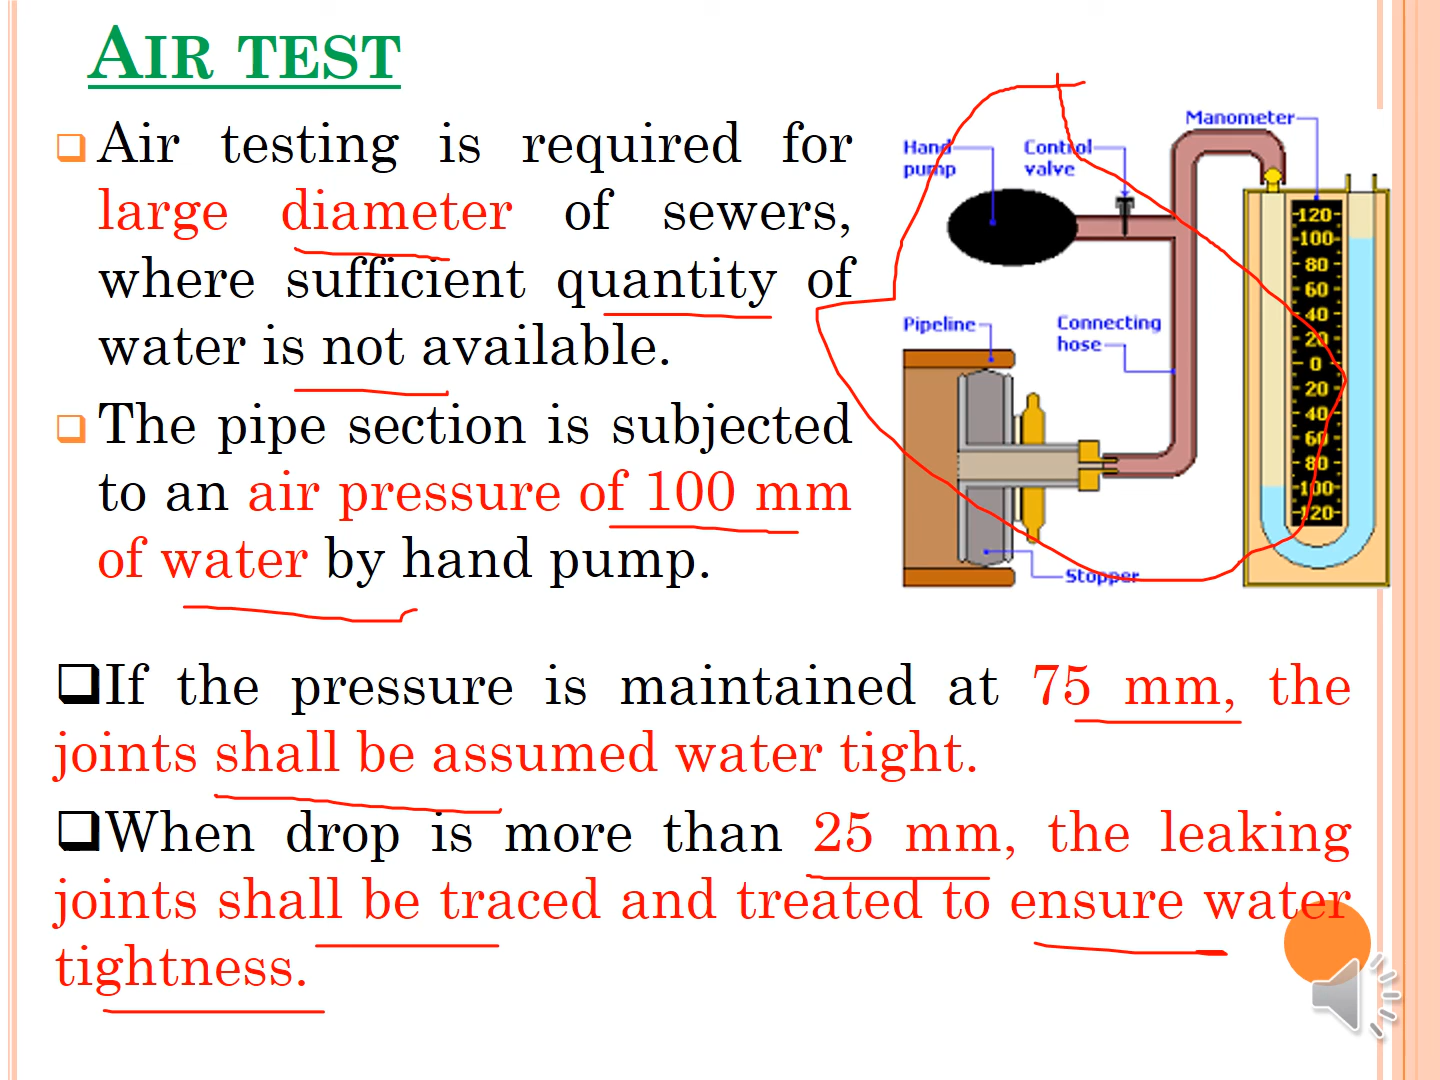 AIR TEST
Air testing is required for
large diameter of sewers,
where sufficient quantity of
water is not available.
The pipe section is subjected
to an air pressure of 100 mm
of water by hand pump.
If the pressure is maintained at 75 mm, the
joints shall be assumed water tight.
When drop is more than 25 mm, the leaking
joints shall be traced and treated to ensure water
tightness.
Manometer
Hand
pump
Control
valve
Pipeline
Connecting
hose
Stopper
120
100
80
60
40
20
0
20
40
60
80
100
120